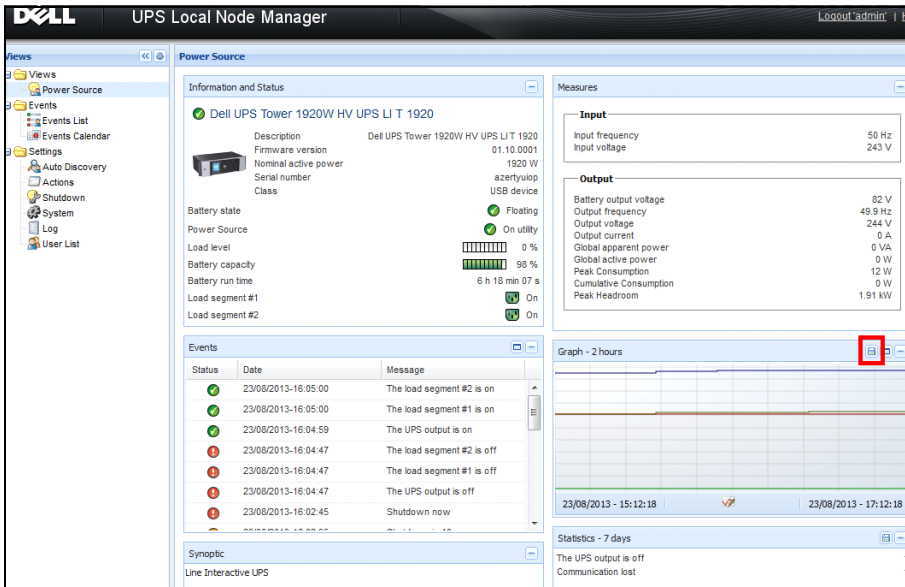 DELL UPS Local Node Manager
Logout 'admin' |
Views
Views
Power Source
Events
Events List
Events Calendar
Settings
Auto Discovery
Actions
Shutdown
System
Log
User List
Power Source
Information and Status
Dell UPS Tower 1920W HV UPS LI T 1920
Description Dell UPS Tower 1920W HV UPS LI T 1920
Firmware version 01.10.0001
Nominal active power 1920 W
Serial number azertyuiop
Class USB device
Battery state Floating
Power Source On utility
Load level 0 %
Battery capacity 98 %
Battery run time 6 h 18 min 07 s
Load segment #1 On
Load segment #2 On
Events
Status Date Message
23/08/2013-16:05:00 The load segment #2 is on
23/08/2013-16:05:00 The load segment #1 is on
23/08/2013-16:04:59 The UPS output is on
23/08/2013-16:04:47 The load segment #2 is off
23/08/2013-16:04:47 The load segment #1 is off
23/08/2013-16:04:47 The UPS output is off
23/08/2013-16:02:45 Shutdown now
Synoptic
Line Interactive UPS
Measures
Input
Input frequency 50 Hz
Input voltage 243 V
Output
Battery output voltage 82 V
Output frequency 49.9 Hz
Output voltage 244 V
Output current 0 A
Global apparent power 0 VA
Global active power 0 W
Peak Consumption 12 W
Cumulative Consumption 0 W
Peak Headroom 1.91 kW
Graph - 2 hours
23/08/2013 - 15:12:18 23/08/2013 - 17:12:18
Statistics - 7 days
The UPS output is off
Communication lost